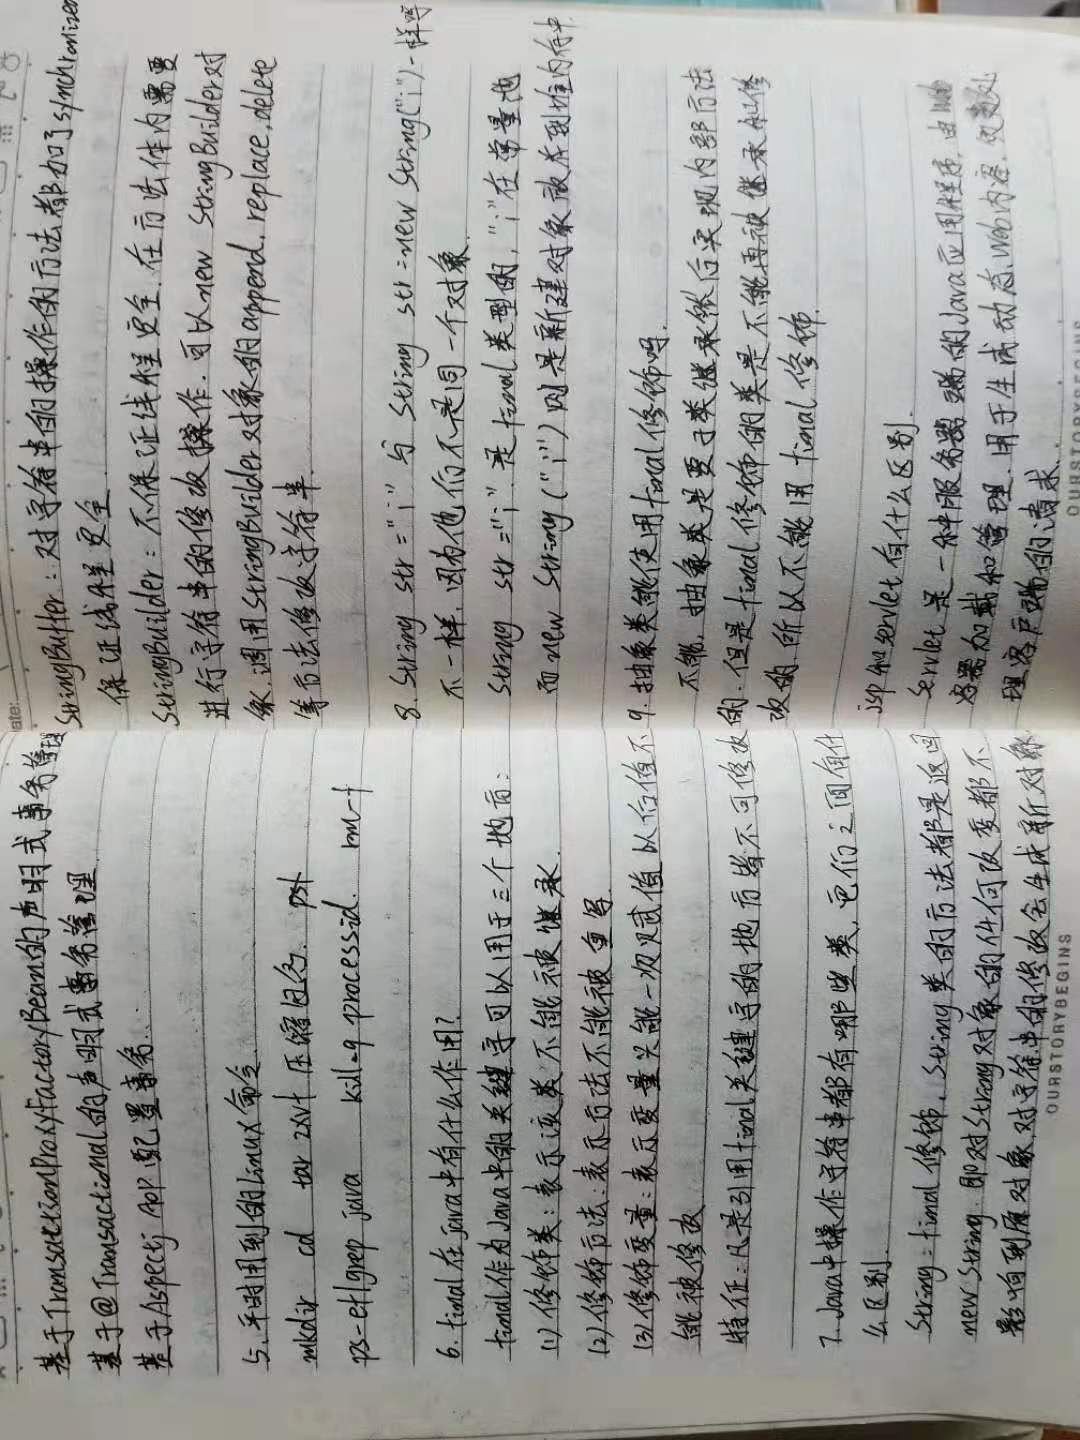 基于TransactionProxyFactoryBean的声明式事务管理
基于@Transactional的声明式事务管理
基于Aspectj AOP配置事务.
5. 平时用到的linux命令.
mkdir cd tar zxvf 压缩包名. pst
ps-ef|grep java kill-9 processid. rm-f
6. final在java中有什么作用?
final作为Java中的关键字可以用于三个地方:
(1)修饰类:表示该类不能被继承.
(2)修饰方法:表示方法不能被重写.
(3)修饰变量:表示变量只能一次赋值以后值不
能被修改.
特征:凡是引用final关键字的地方皆不可修改
7. Java中操作字符串都有哪些类,它们之间有什
么区别.
String:final修饰, String类的方法都是返回
new String. 即对String对象的任何改变都不
影响到原对象,对字符串的修改会生成新对象
OURSTORYBEGINS
ate:
StringBuffer:对字符串的操作的方法都加了synchronized
保证线程安全.
StringBuilder:不保证线程安全,在方法体内需要
进行字符串的修改操作,可以new StringBuilder对
象,调用StringBuilder对象的append、replace、delete
等方法修改字符串.
8. String str="i" 与 String str=new String("i")一样吗
不一样,因为他们不是同一个对象.
String str="i",是final类型的,"i"在常量池
而new String("i")则是新建对象放在到堆内存中
9. 抽象类能使用final修饰吗.
不能,抽象类是要子类继承然后实现内部方法
的.但是final修饰的类是不能再被继承和修
改的,所以不能用final修饰.
jsp和servlet有什么区别.
Servlet是一种服务器端的Java应用程序,由web
容器加载和管理.用于生成动态Web内容,负责处
理客户端的请求.
OURSTORYBEGINS